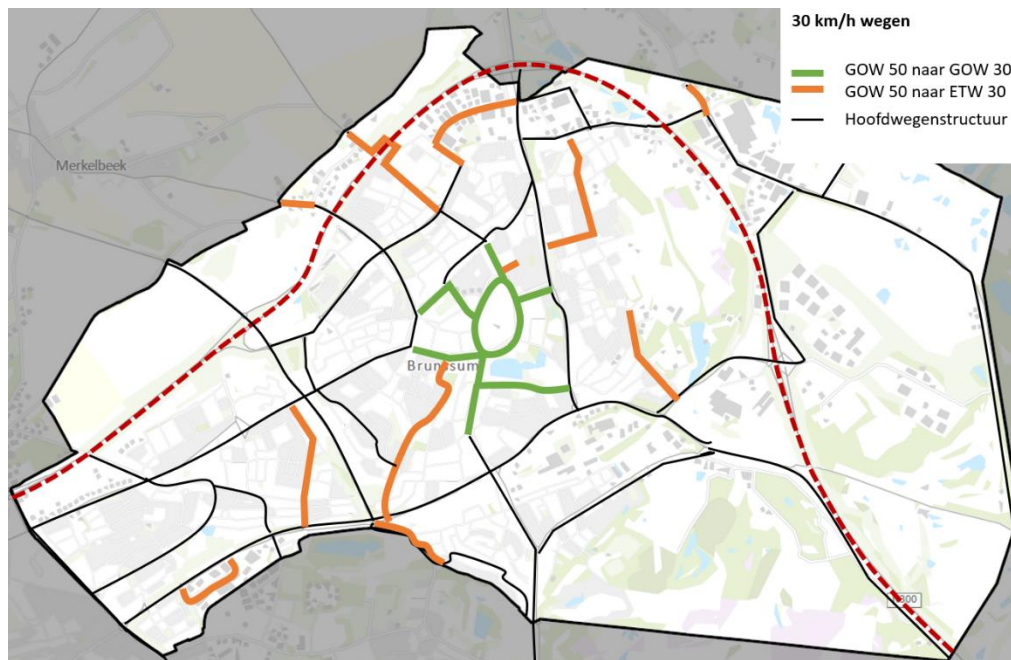 30 km/h wegen
GOW 50 naar GOW 30
GOW 50 naar ETW 30
Hoofdwegenstructuur
Merkelbeek
Brunssum